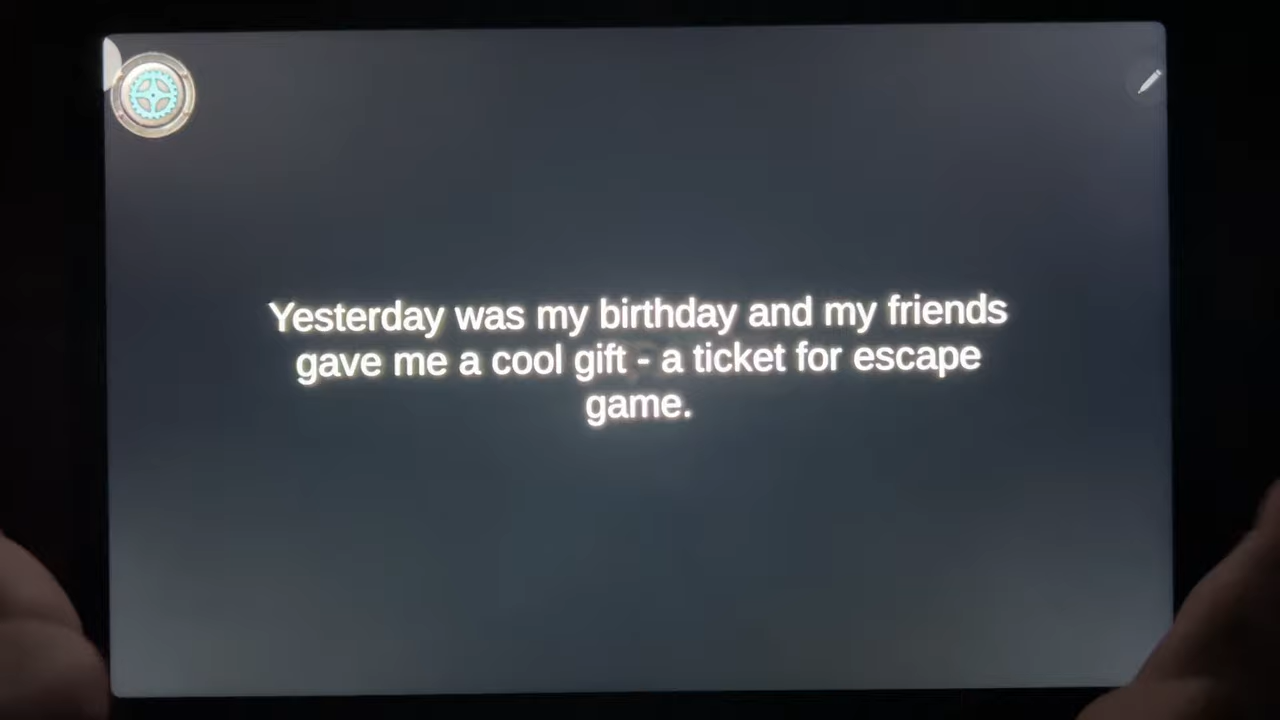 Yesterday was my birthday and my friends
gave me a cool gift - a ticket for escape
game.